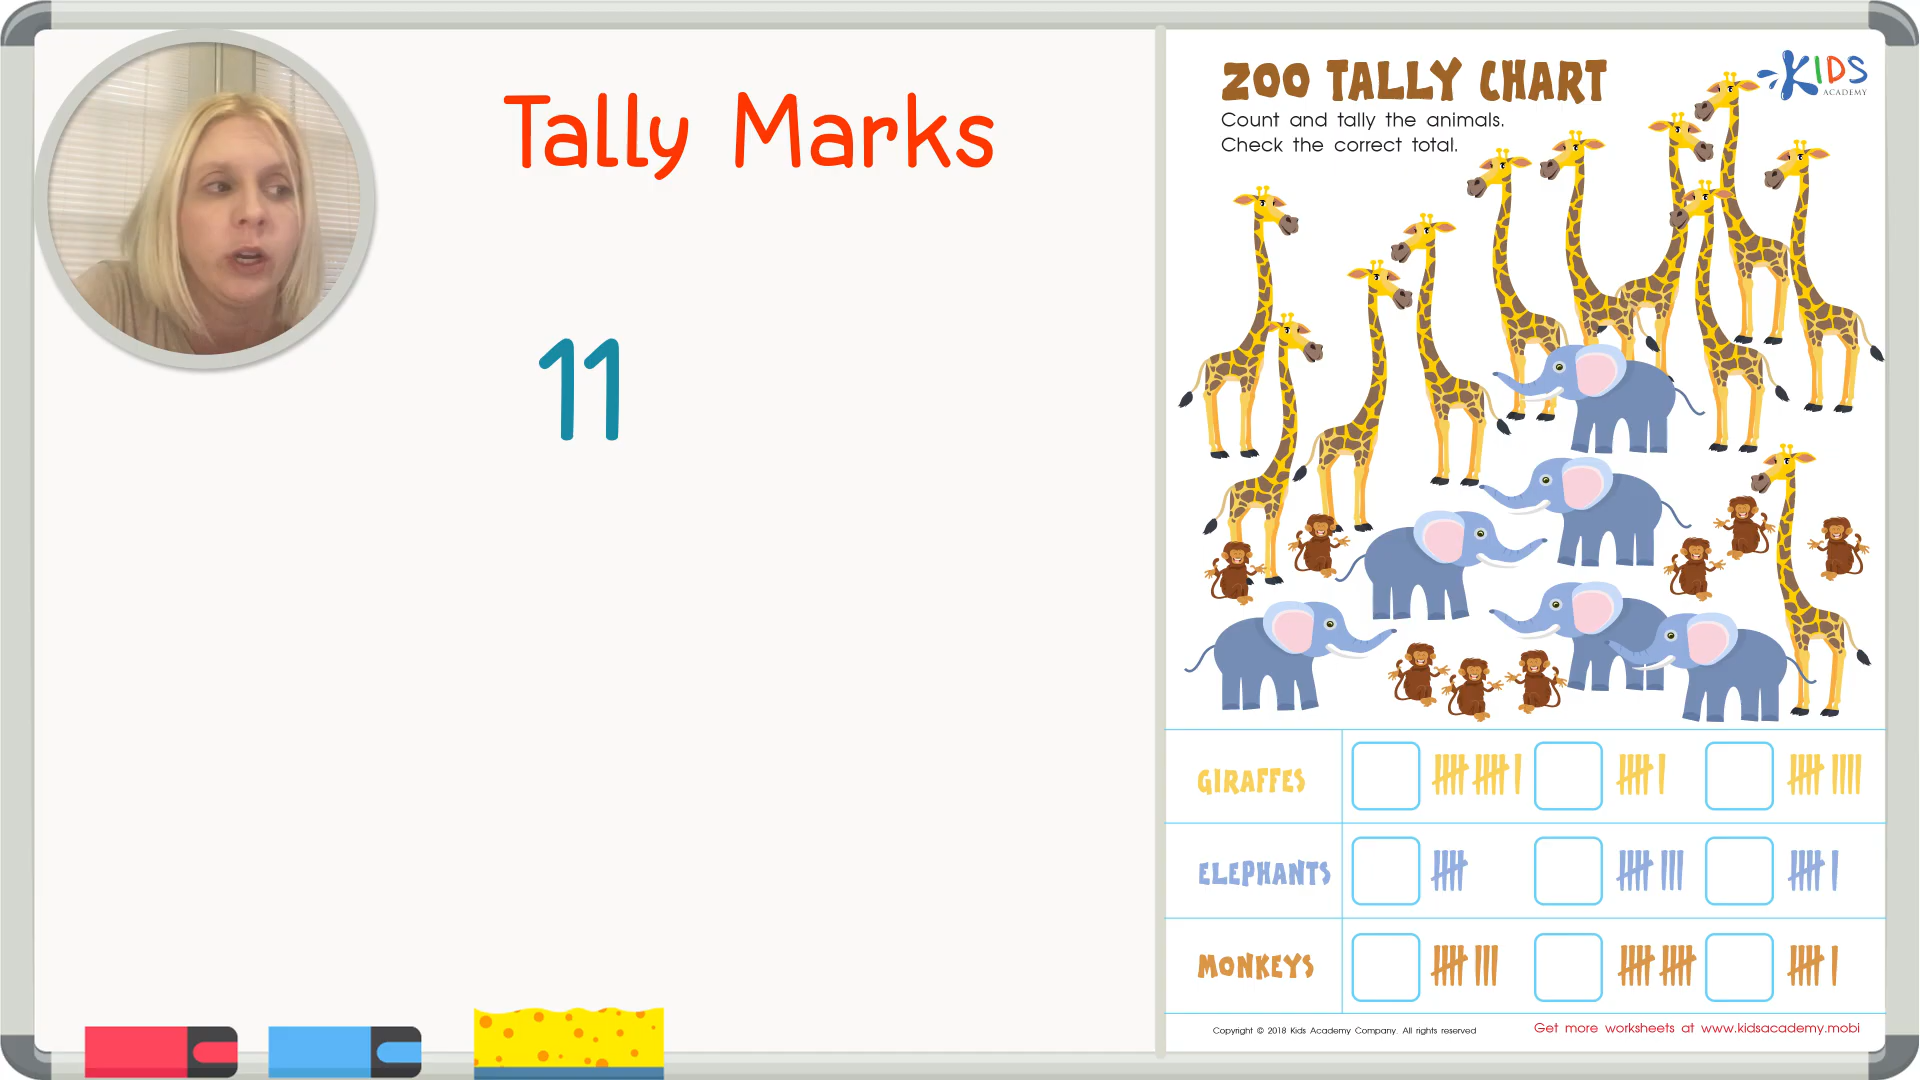 Tally Marks
11
ZOO TALLY CHART
KIDS
ACADEMY
Count and tally the animals.
Check the correct total.
GIRAFFES
ELEPHANTS
MONKEYS
Copyright © 2018 Kids Academy Company. All rights reserved
Get more worksheets at www.kidsacademy.mobi